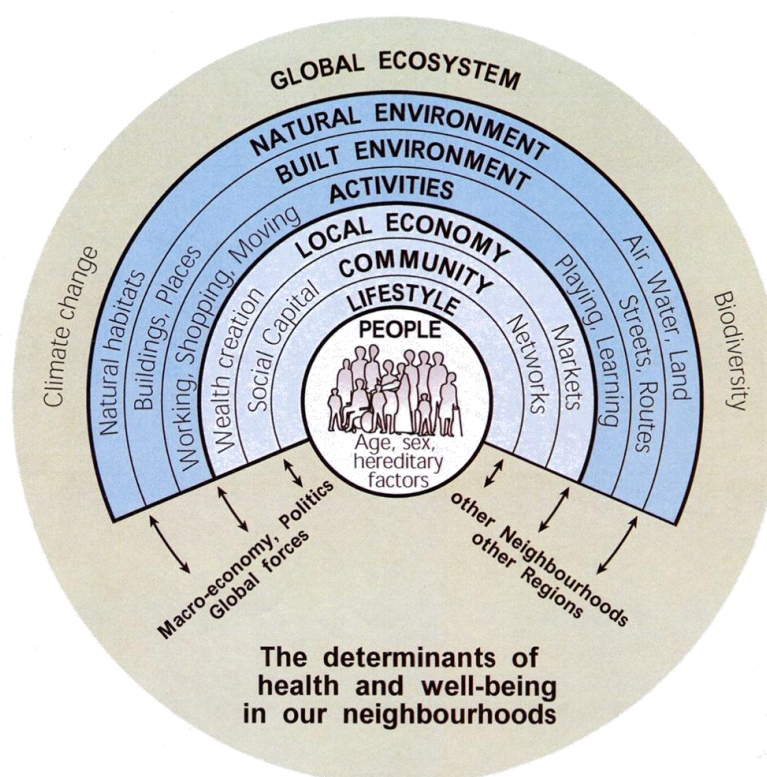 GLOBAL ECOSYSTEM
NATURAL ENVIRONMENT
BUILT ENVIRONMENT
ACTIVITIES
LOCAL ECONOMY
COMMUNITY
LIFESTYLE
PEOPLE
Age, sex,
hereditary
factors
Climate change
Natural habitats
Buildings, Places
Working, Shopping, Moving
Wealth creation
Social Capital
Networks
Markets
Playing, Learning
Streets, Routes
Air, Water, Land
Biodiversity
Macro-economy, Politics
Global forces
other Neighbourhoods
other Regions
The determinants of
health and well-being
in our neighbourhoods